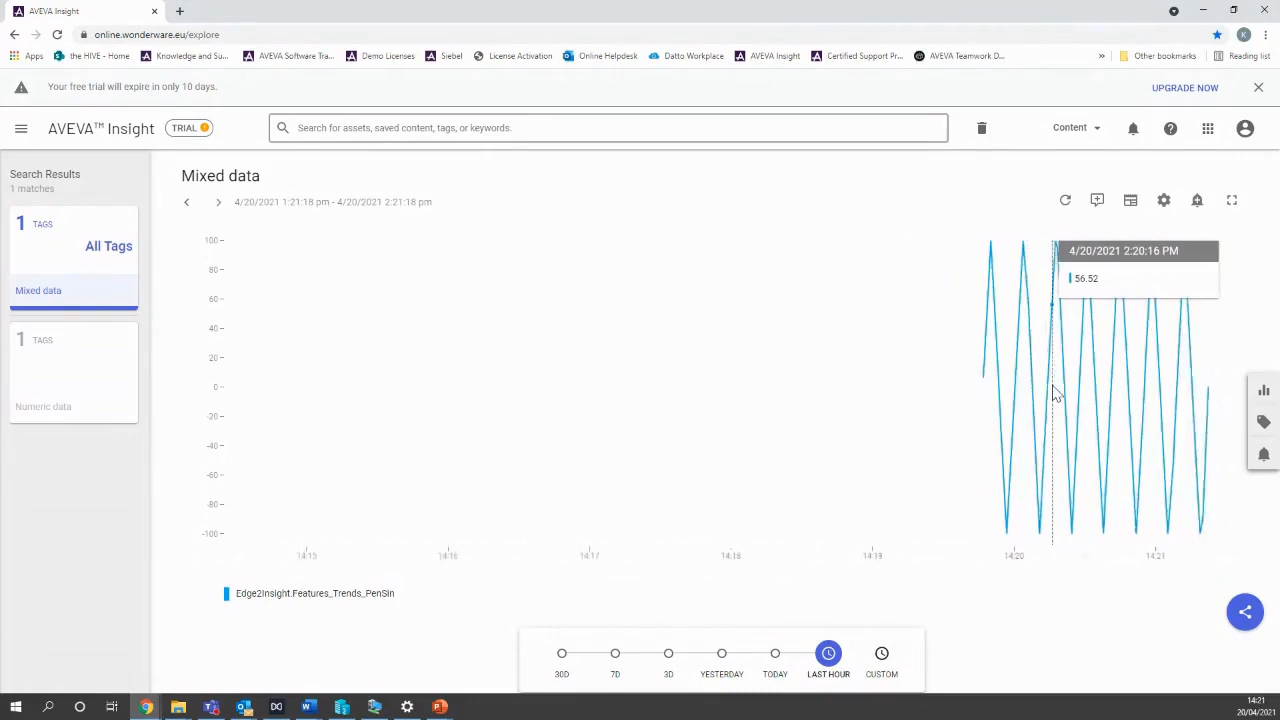 AVEVA Insight
online.wonderware.eu/explore
Apps
the HIVE - Home
Knowledge and Su...
AVEVA Software Tra...
Demo Licenses
Siebel
License Activation
Online Helpdesk
Datto Workplace
AVEVA Insight
Certified Support Pr...
AVEVA Teamwork D...
»
Other bookmarks
Reading list
K
Your free trial will expire in only 10 days.
UPGRADE NOW
AVEVA™ Insight
TRIAL
Search for assets, saved content, tags, or keywords.
Content
Search Results
1 matches
1 TAGS
All Tags
Mixed data
1 TAGS
Numeric data
Mixed data
4/20/2021 1:21:18 pm - 4/20/2021 2:21:18 pm
100
80
60
40
20
0
-20
-40
-60
-80
-100
4/20/2021 2:20:16 PM
56.52
14:15
14:16
14:17
14:18
14:19
14:20
14:21
Edge2Insight.Features_Trends_PenSin
30D
7D
3D
YESTERDAY
TODAY
LAST HOUR
CUSTOM
14:21
20/04/2021